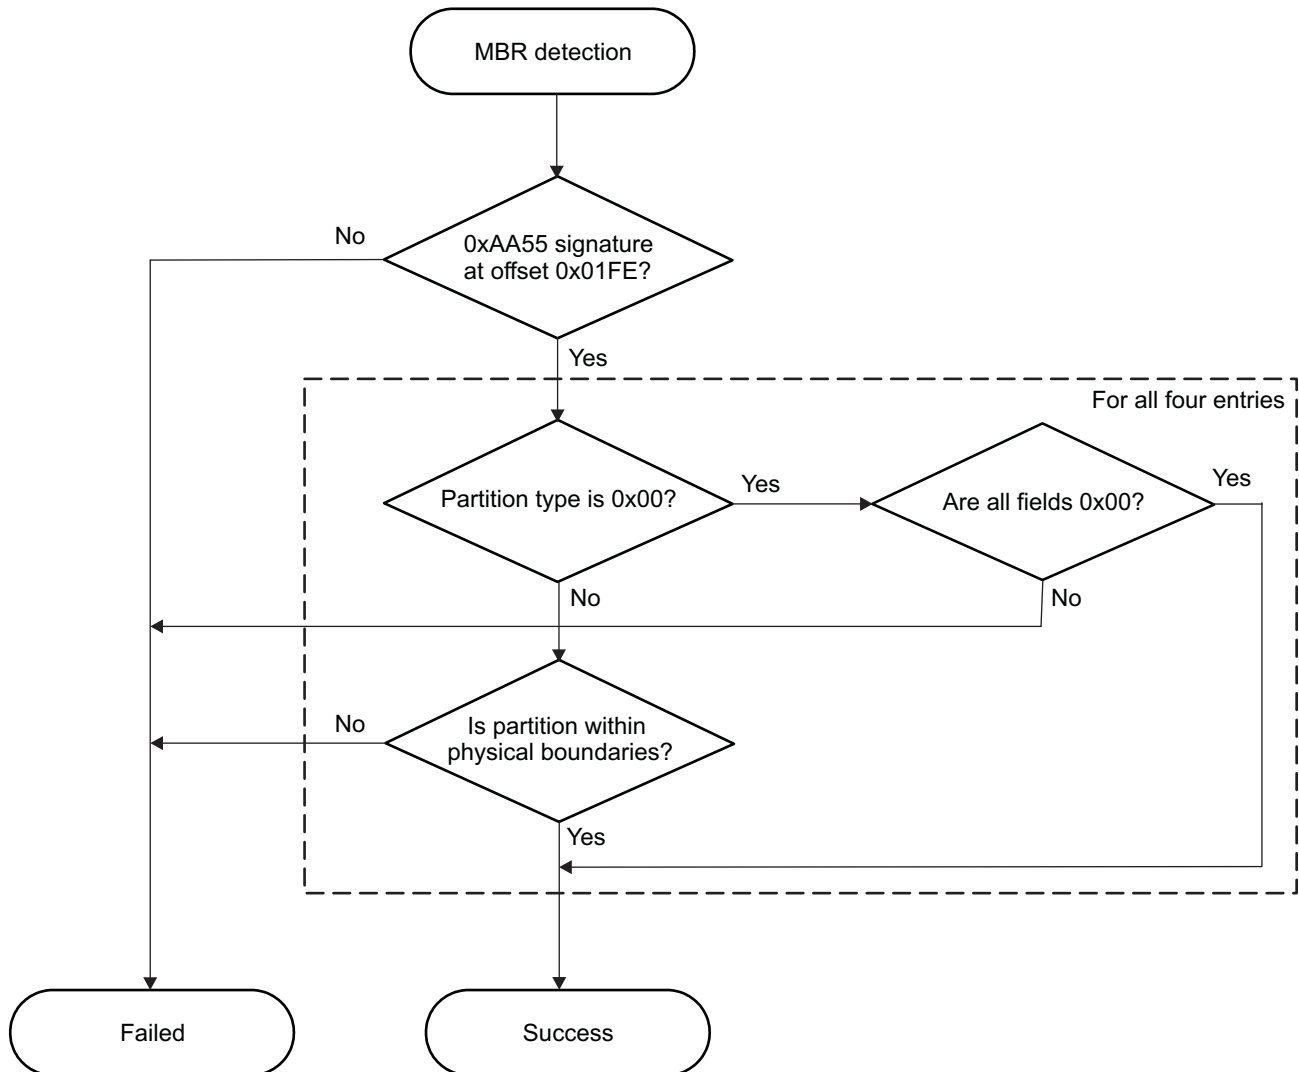 MBR detection
No
0xAA55 signature
at offset 0x01FE?
Yes
For all four entries
Partition type is 0x00?
Yes
Are all fields 0x00?
Yes
No
No
No
Is partition within
physical boundaries?
Yes
Failed
Success